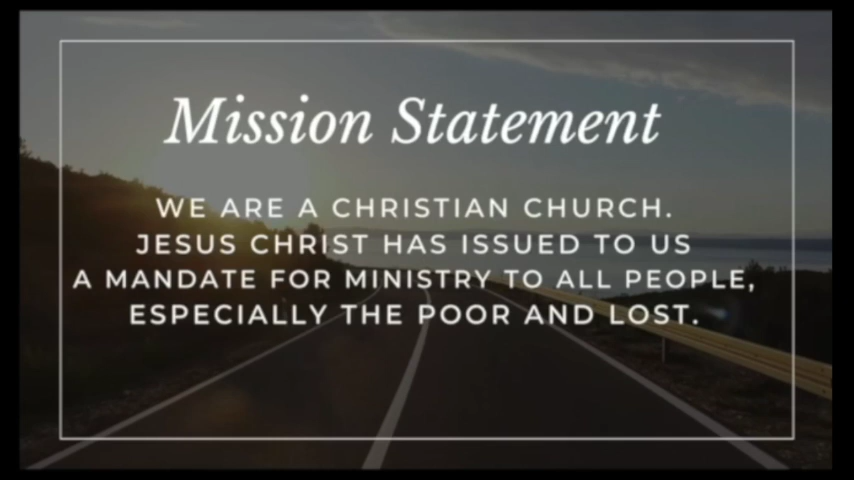 Mission Statement
WE ARE A CHRISTIAN CHURCH.
JESUS CHRIST HAS ISSUED TO US
A MANDATE FOR MINISTRY TO ALL PEOPLE,
ESPECIALLY THE POOR AND LOST.